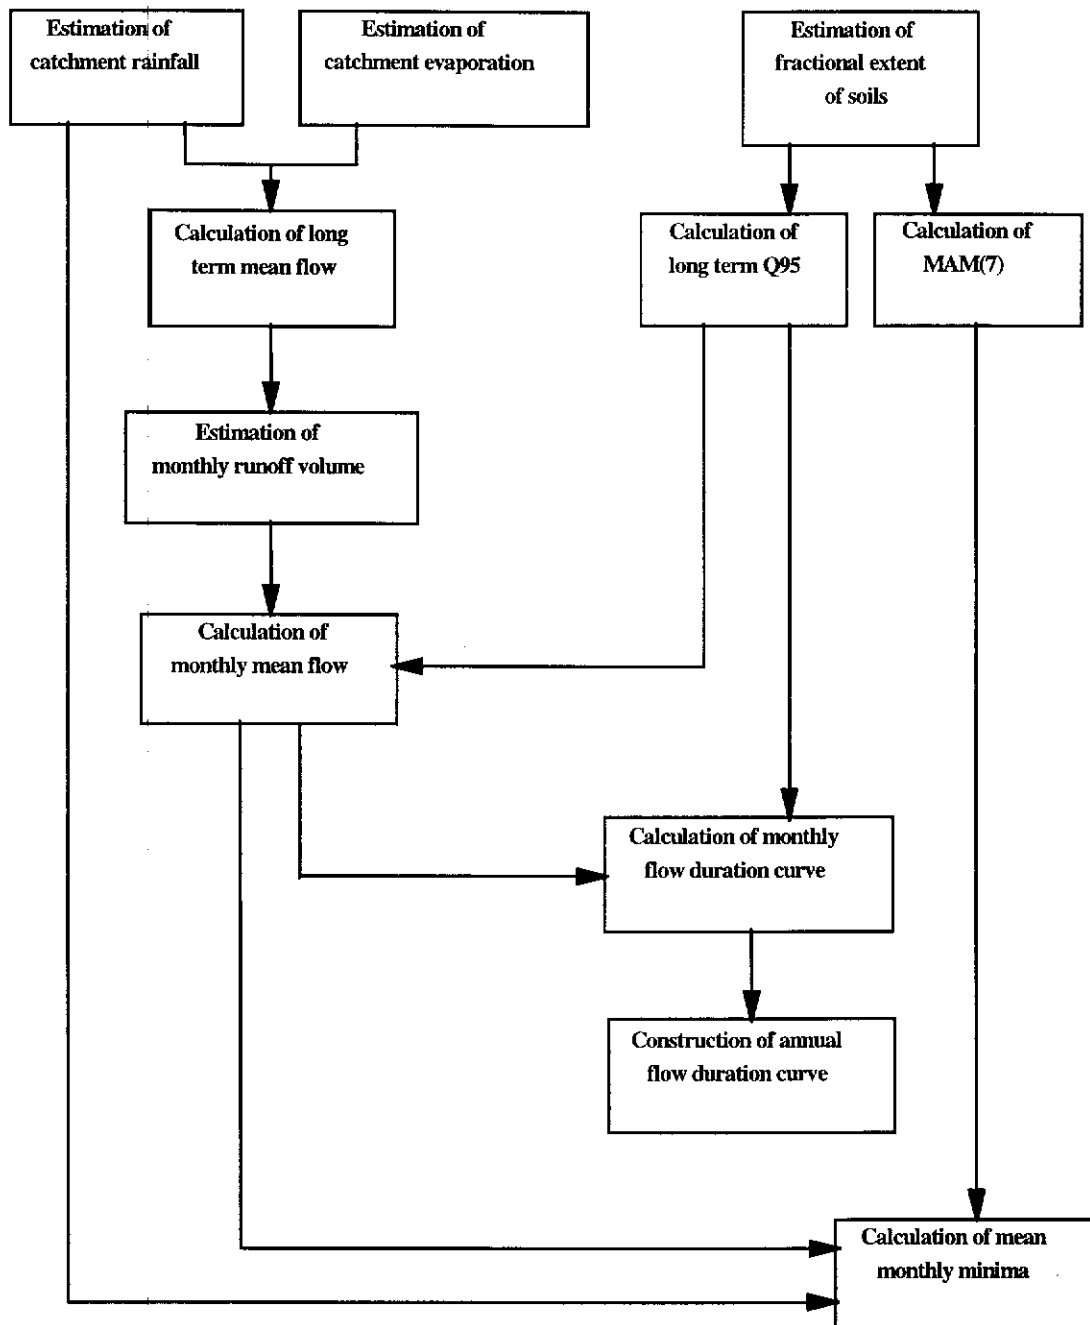 Estimation of
catchment rainfall
Estimation of
catchment evaporation
Estimation of
fractional extent
of soils
Calculation of long
term mean flow
Calculation of
long term Q95
Calculation of
MAM(7)
Estimation of
monthly runoff volume
Calculation of
monthly mean flow
Calculation of monthly
flow duration curve
Construction of annual
flow duration curve
Calculation of mean
monthly minima